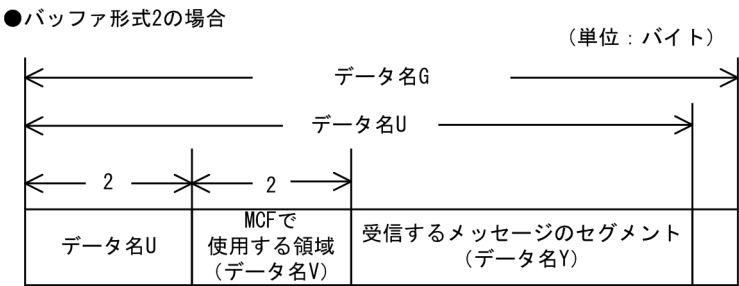 ●バッファ形式2の場合
(単位：バイト)
データ名G
データ名U
2
2
データ名U
MCFで
使用する領域
(データ名V)
受信するメッセージのセグメント
(データ名Y)